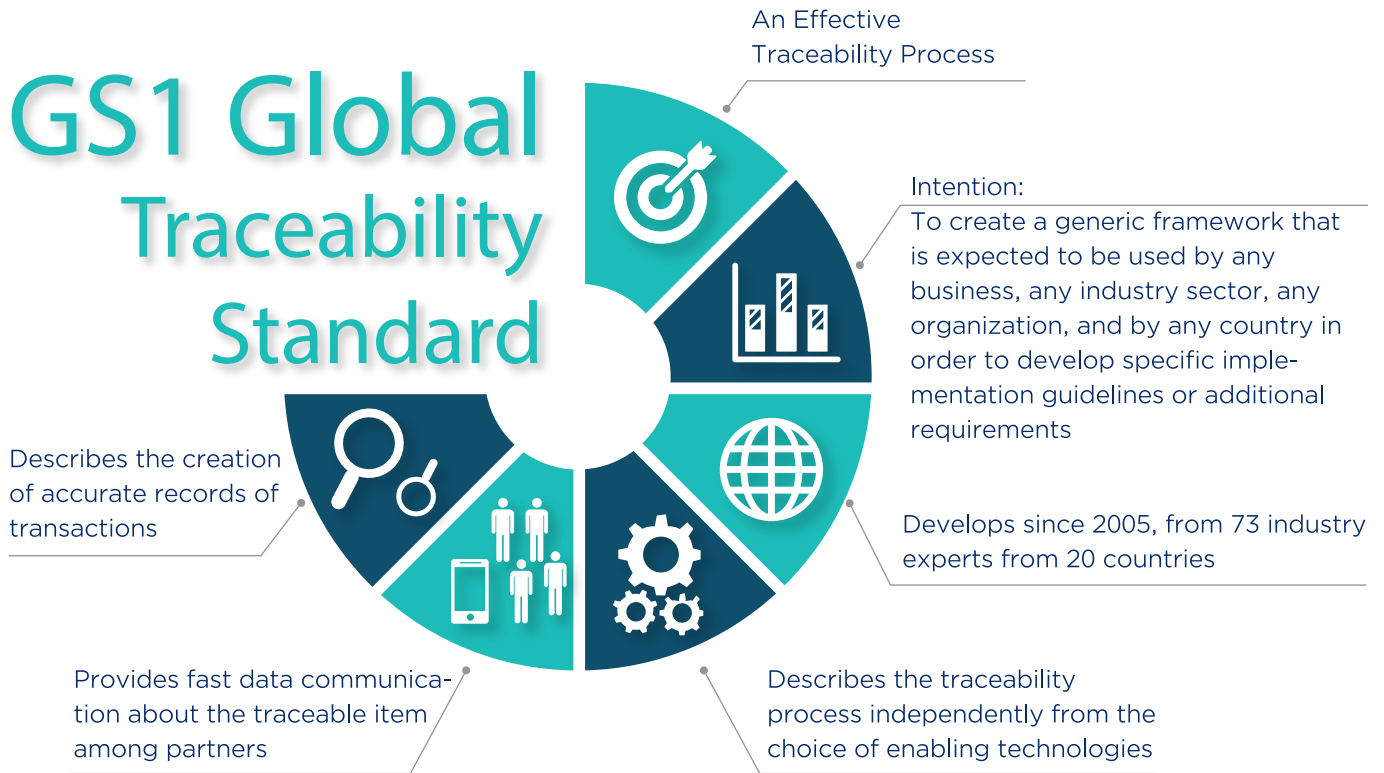 GS1 Global
Traceability
Standard
An Effective
Traceability Process
Intention:
To create a generic framework that
is expected to be used by any
business, any industry sector, any
organization, and by any country in
order to develop specific imple-
mentation guidelines or additional
requirements
Develops since 2005, from 73 industry
experts from 20 countries
Describes the traceability
process independently from the
choice of enabling technologies
Provides fast data communica-
tion about the traceable item
among partners
Describes the creation
of accurate records of
transactions